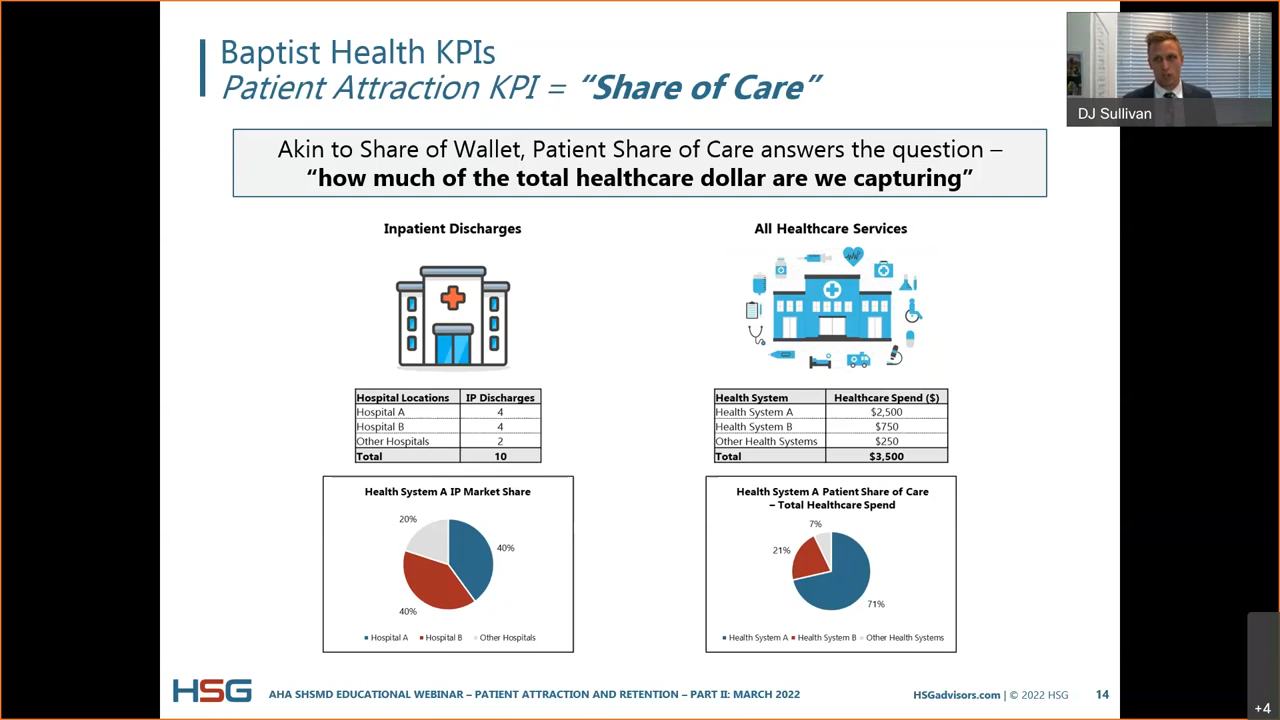 Baptist Health KPIs
Patient Attraction KPI = “Share of Care”
DJ Sullivan
Akin to Share of Wallet, Patient Share of Care answers the question –
“how much of the total healthcare dollar are we capturing”
Inpatient Discharges
Hospital Locations IP Discharges
Hospital A 4
Hospital B 4
Other Hospitals 2
Total 10
Health System A IP Market Share
20%
40%
40%
Hospital A Hospital B Other Hospitals
All Healthcare Services
Health System Healthcare Spend ($)
Health System A $2,500
Health System B $750
Other Health Systems $250
Total $3,500
Health System A Patient Share of Care
– Total Healthcare Spend
7%
21%
71%
Health System A Health System B Other Health Systems
HSG AHA SHSMD EDUCATIONAL WEBINAR – PATIENT ATTRACTION AND RETENTION – PART II: MARCH 2022 HSGadvisors.com | © 2022 HSG 14
+4